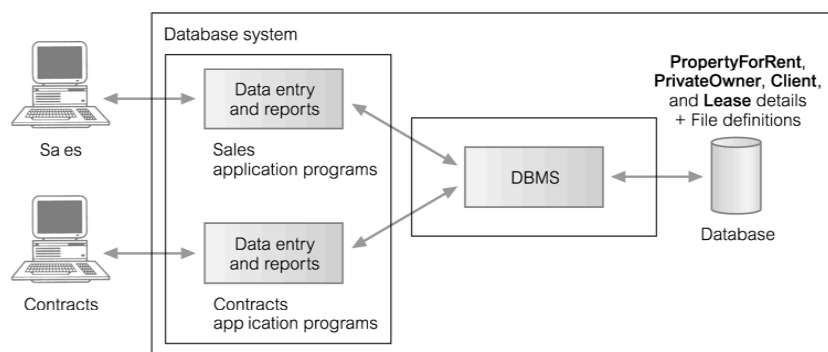 Database system
PropertyForRent,
PrivateOwner, Client,
and Lease details
+ File definitions
Data entry
and reports
Sa es
Sales
application programs
DBMS
Database
Data entry
and reports
Contracts
Contracts
app ication programs